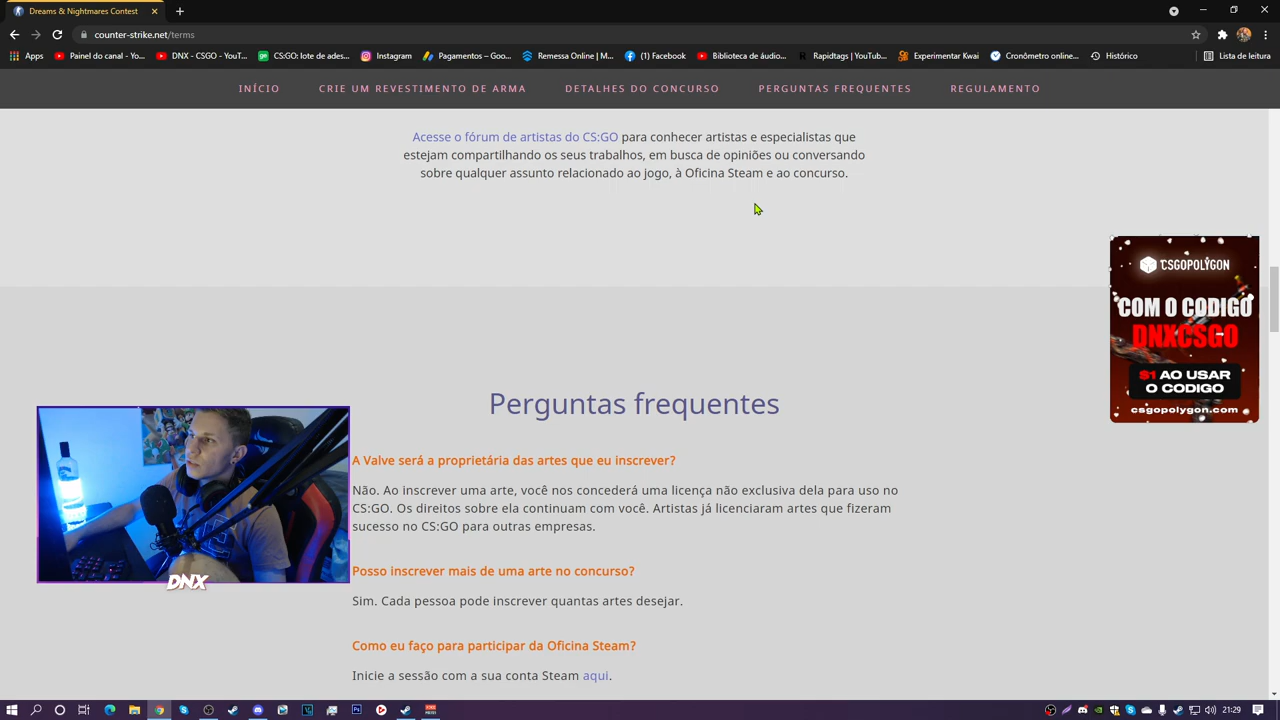 Dreams & Nightmares Contest
counter-strike.net/terms
Apps
Painel do canal - Yo...
DNX - CSGO - YouT...
CS:GO: lote de ades...
Instagram
Pagamentos – Goo...
Remessa Online | M...
(1) Facebook
Biblioteca de áudio...
Rapidtags | YouTub...
Experimentar Kwai
Cronômetro online...
Histórico
Lista de leitura
INÍCIO
CRIE UM REVESTIMENTO DE ARMA
DETALHES DO CONCURSO
PERGUNTAS FREQUENTES
REGULAMENTO
Acesse o fórum de artistas do CS:GO para conhecer artistas e especialistas que
estejam compartilhando os seus trabalhos, em busca de opiniões ou conversando
sobre qualquer assunto relacionado ao jogo, à Oficina Steam e ao concurso.
CSGOPOLYGON
COM O CODIGO
DNXCSGO
$1 AO USAR
O CODIGO
csgopolygon.com
Perguntas frequentes
A Valve será a proprietária das artes que eu inscrever?
Não. Ao inscrever uma arte, você nos concederá uma licença não exclusiva dela para uso no
CS:GO. Os direitos sobre ela continuam com você. Artistas já licenciaram artes que fizeram
sucesso no CS:GO para outras empresas.
Posso inscrever mais de uma arte no concurso?
Sim. Cada pessoa pode inscrever quantas artes desejar.
DNX
Como eu faço para participar da Oficina Steam?
Inicie a sessão com a sua conta Steam aqui.
21:29